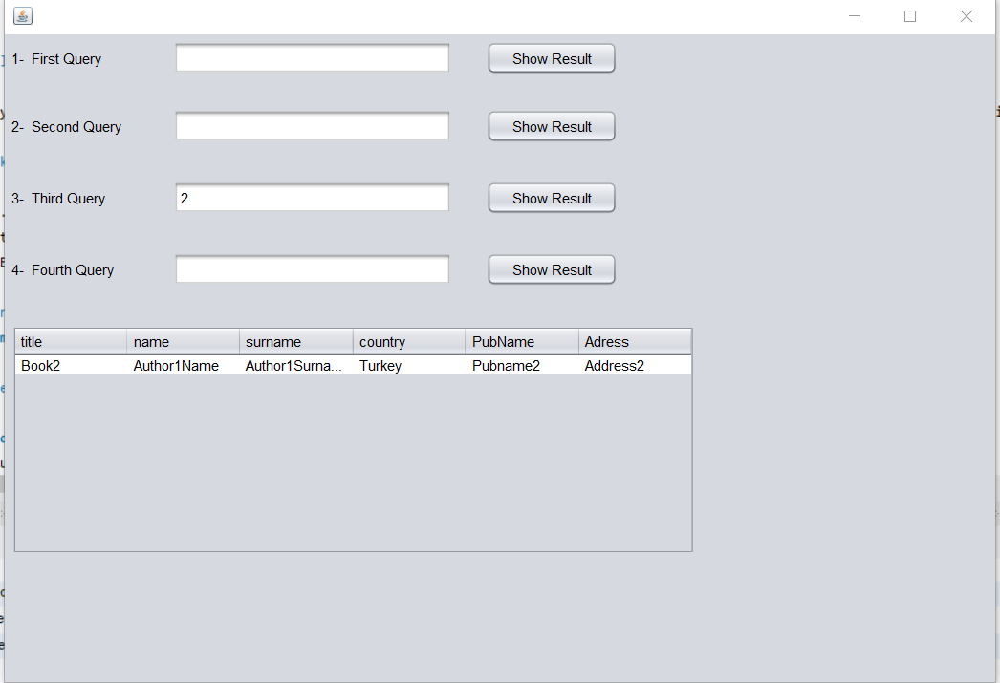 1- First Query Show Result
2- Second Query Show Result
3- Third Query 2 Show Result
4- Fourth Query Show Result
title name surname country PubName Adress
Book2 Author1Name Author1Surna... Turkey Pubname2 Address2